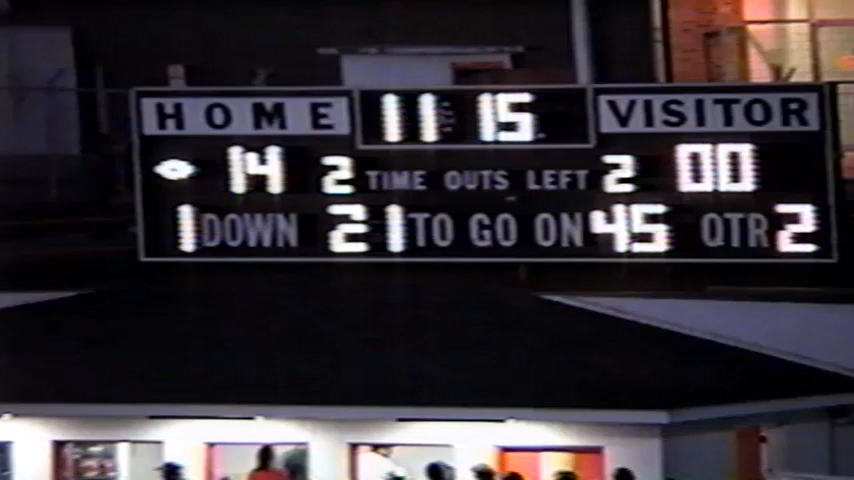 HOME 11:15 VISITOR
14 2 TIME OUTS LEFT 2 00
1 DOWN 21 TO GO ON 45 QTR 2